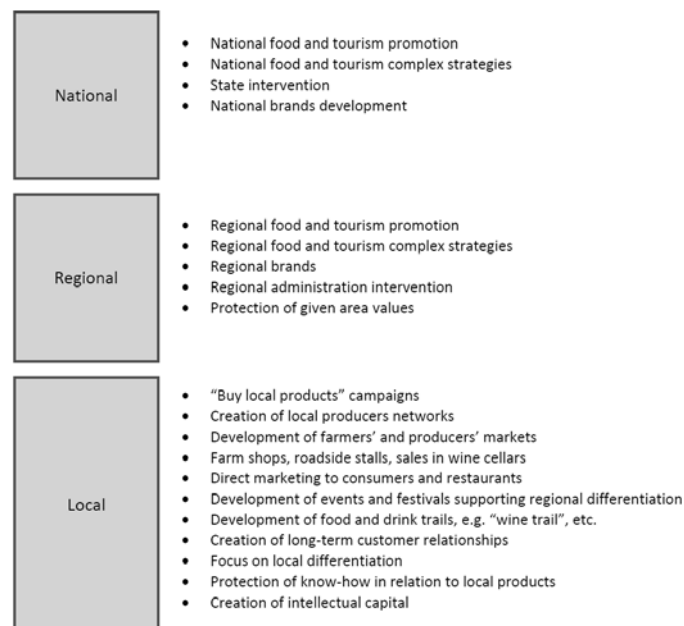 National
• National food and tourism promotion
• National food and tourism complex strategies
• State intervention
• National brands development
Regional
• Regional food and tourism promotion
• Regional food and tourism complex strategies
• Regional brands
• Regional administration intervention
• Protection of given area values
Local
• “Buy local products” campaigns
• Creation of local producers networks
• Development of farmers’ and producers’ markets
• Farm shops, roadside stalls, sales in wine cellars
• Direct marketing to consumers and restaurants
• Development of events and festivals supporting regional differentiation
• Development of food and drink trails, e.g. “wine trail”, etc.
• Creation of long-term customer relationships
• Focus on local differentiation
• Protection of know-how in relation to local products
• Creation of intellectual capital